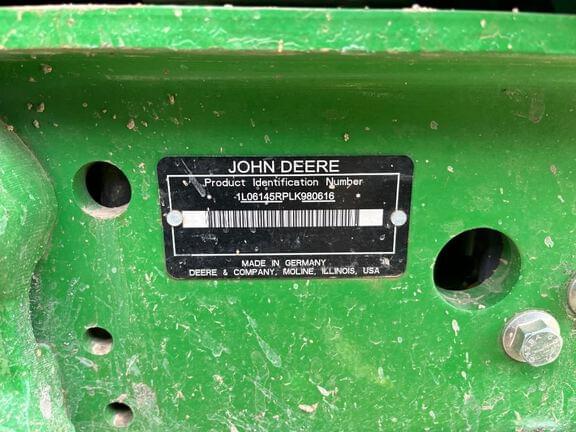 JOHN DEERE
Product Identification Number
1L06145RPLK980616
MADE IN GERMANY
DEERE & COMPANY, MOLINE, ILLINOIS, USA